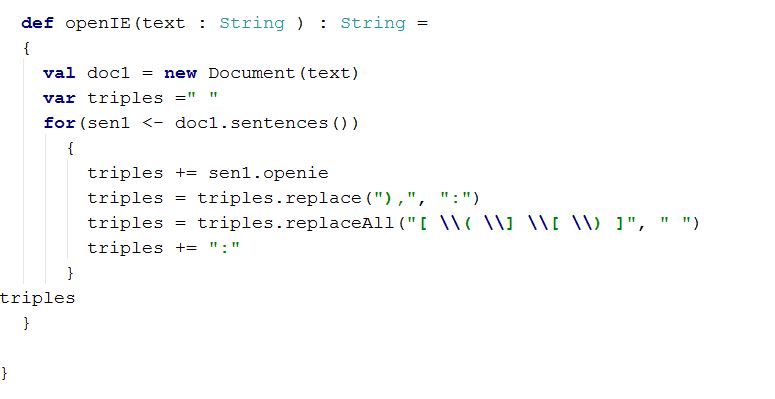 def openIE(text : String ) : String =
{
val doc1 = new Document(text)
var triples =" "
for(sen1 <- doc1.sentences())
{
triples += sen1.openie
triples = triples.replace("),", ":")
triples = triples.replaceAll("[ \\( \\] \\[ \\) ]", " ")
triples += ":"
}
triples
}
}